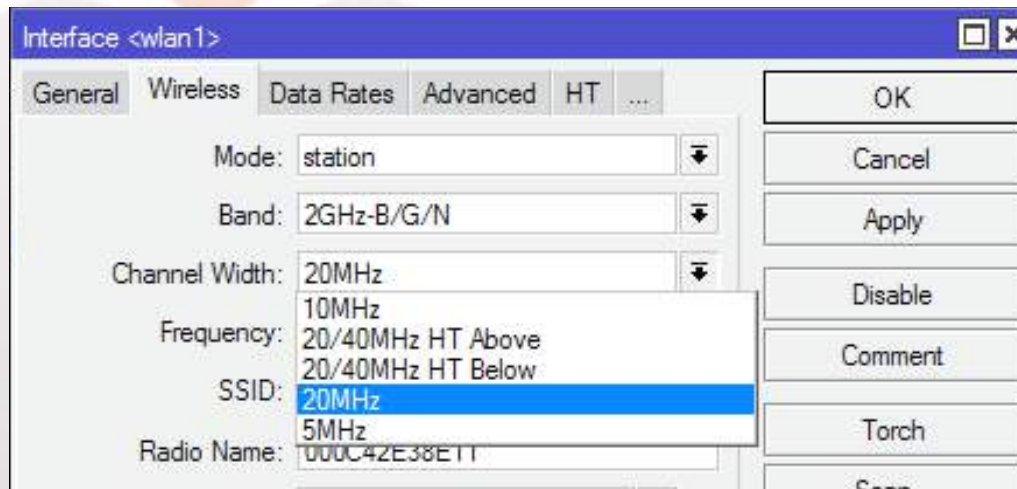 Interface <wlan1>
General Wireless Data Rates Advanced HT ...
Mode: station
Band: 2GHz-B/G/N
Channel Width: 20MHz
10MHz
20/40MHz HT Above
20/40MHz HT Below
20MHz
5MHz
Frequency:
SSID:
Radio Name: 000C42E38E11
OK
Cancel
Apply
Disable
Comment
Torch